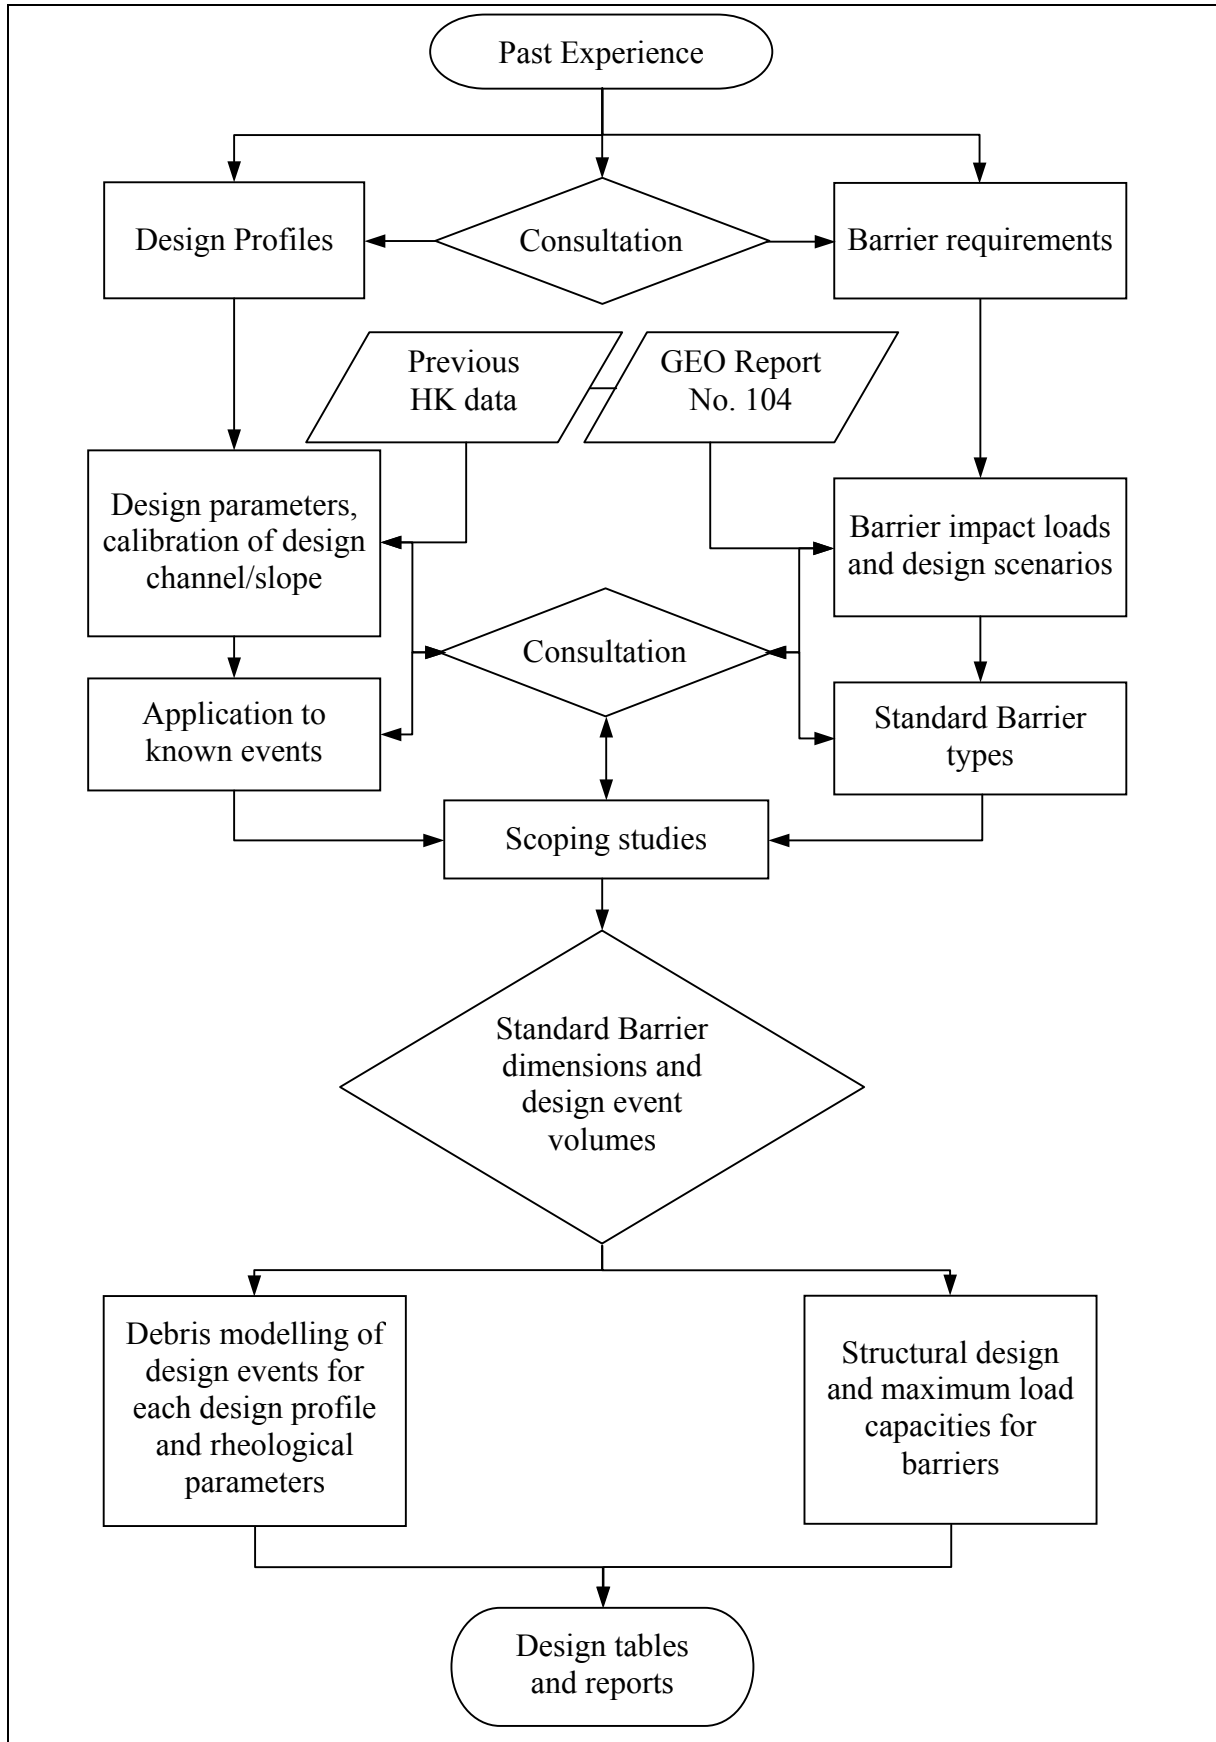 Past Experience
Design Profiles
Consultation
Barrier requirements
Previous
HK data
GEO Report
No. 104
Design parameters,
calibration of design
channel/slope
Barrier impact loads
and design scenarios
Consultation
Application to
known events
Standard Barrier
types
Scoping studies
Standard Barrier
dimensions and
design event
volumes
Debris modelling of
design events for
each design profile
and rheological
parameters
Structural design
and maximum load
capacities for
barriers
Design tables
and reports